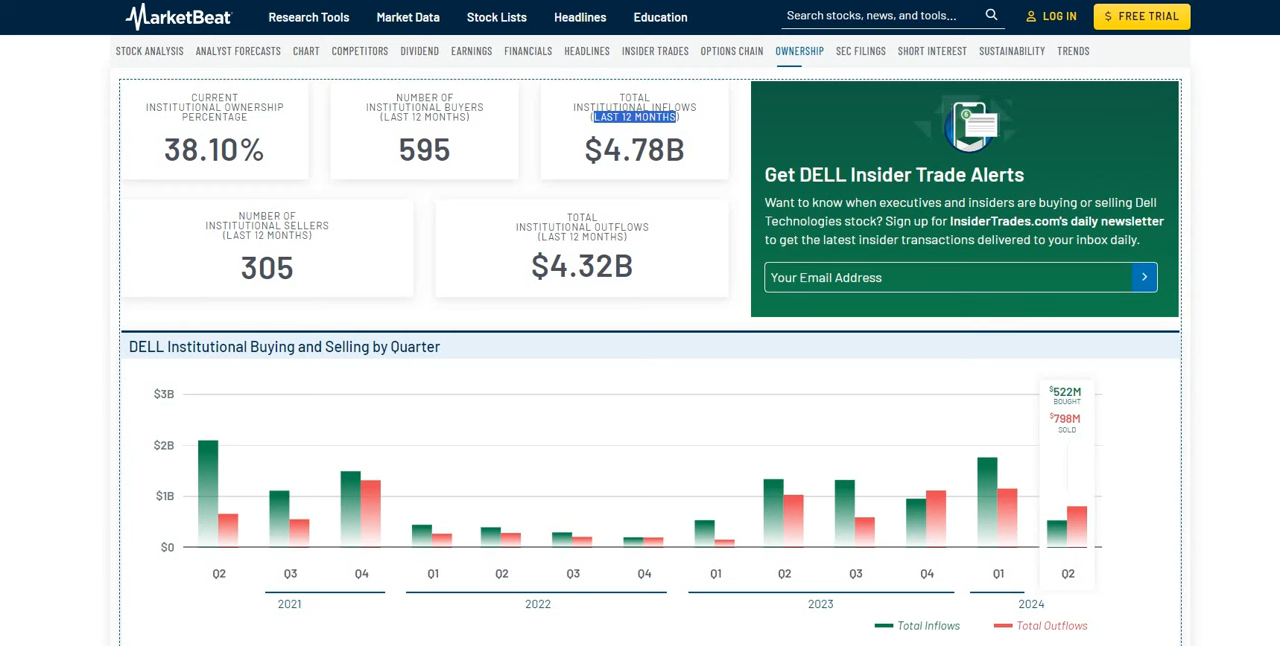 MarketBeat
Research Tools
Market Data
Stock Lists
Headlines
Education
Search stocks, news, and tools...
LOG IN
$ FREE TRIAL
STOCK ANALYSIS
ANALYST FORECASTS
CHART
COMPETITORS
DIVIDEND
EARNINGS
FINANCIALS
HEADLINES
INSIDER TRADES
OPTIONS CHAIN
OWNERSHIP
SEC FILINGS
SHORT INTEREST
SUSTAINABILITY
TRENDS
CURRENT
INSTITUTIONAL OWNERSHIP
PERCENTAGE
38.10%
NUMBER OF
INSTITUTIONAL BUYERS
(LAST 12 MONTHS)
595
TOTAL
INSTITUTIONAL INFLOWS
(LAST 12 MONTHS)
$4.78B
NUMBER OF
INSTITUTIONAL SELLERS
(LAST 12 MONTHS)
305
TOTAL
INSTITUTIONAL OUTFLOWS
(LAST 12 MONTHS)
$4.32B
Get DELL Insider Trade Alerts
Want to know when executives and insiders are buying or selling Dell
Technologies stock? Sign up for InsiderTrades.com's daily newsletter
to get the latest insider transactions delivered to your inbox daily.
Your Email Address
DELL Institutional Buying and Selling by Quarter
$3B
$2B
$1B
$0
$522M
BOUGHT
$798M
SOLD
Q2
Q3
Q4
Q1
Q2
Q3
Q4
Q1
Q2
Q3
Q4
Q1
Q2
2021
2022
2023
2024
Total Inflows
Total Outflows